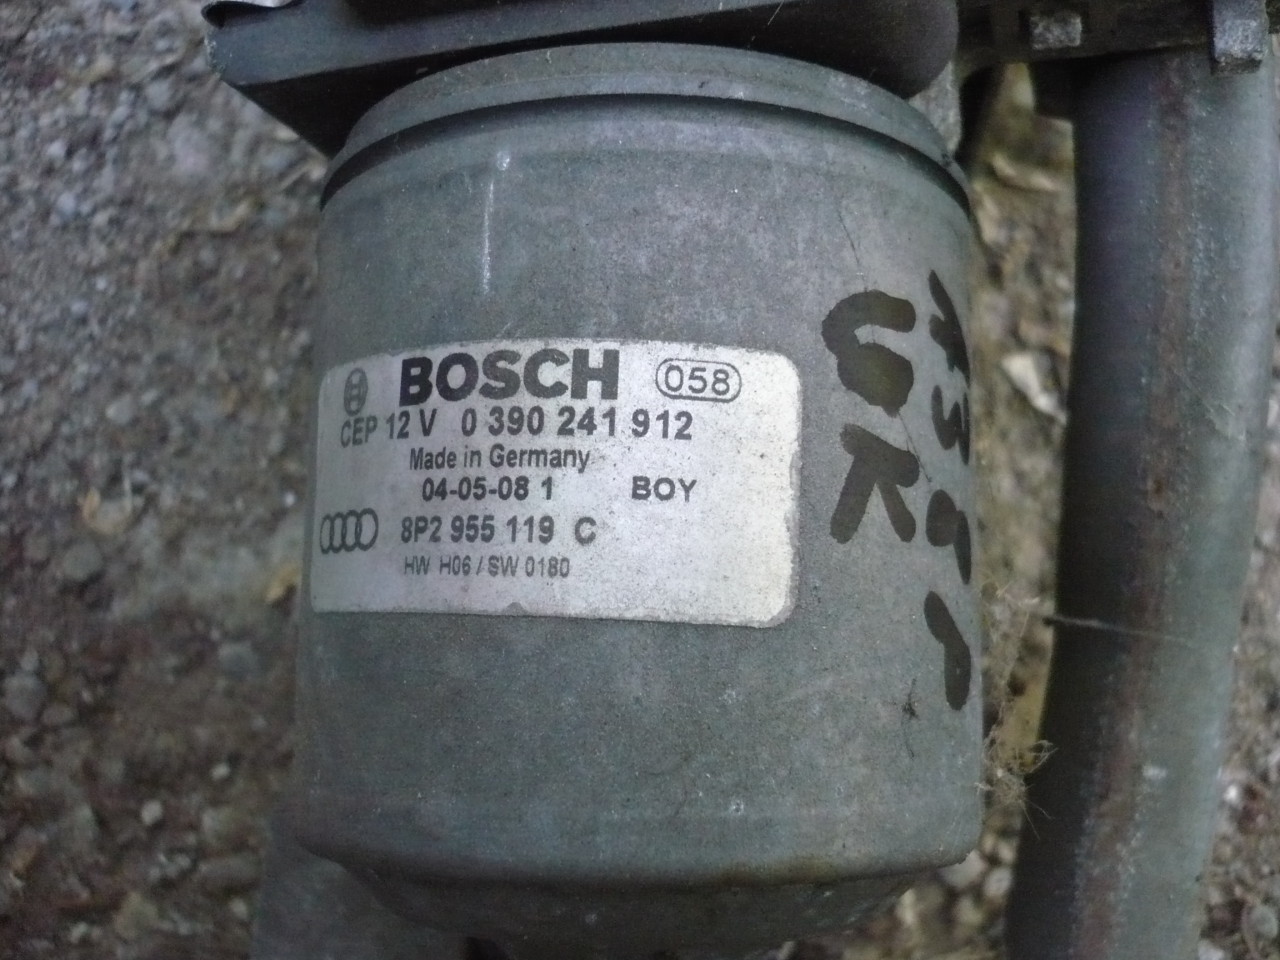 BOSCH 058
CEP 12 V 0 390 241 912
Made in Germany
04-05-08 1 BOY
8P2 955 119 C
HW H06 / SW 0180